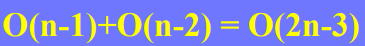 O(n-1)+O(n-2) = O(2n-3)